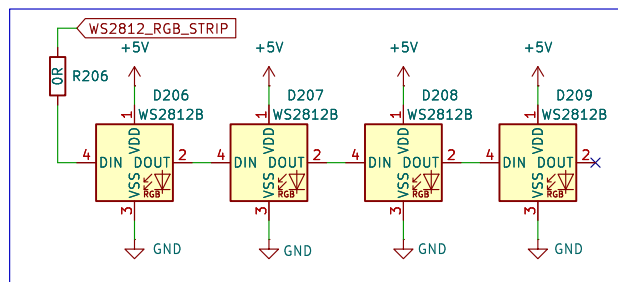 WS2812_RGB_STRIP
+5V +5V +5V +5V
0R R206
D206 D207 D208 D209
WS2812B WS2812B WS2812B WS2812B
1 1 1 1
VDD VDD VDD VDD
4 DIN DOUT 2 4 DIN DOUT 2 4 DIN DOUT 2 4 DIN DOUT 2
VSS RGB VSS RGB VSS RGB VSS RGB
3 3 3 3
GND GND GND GND